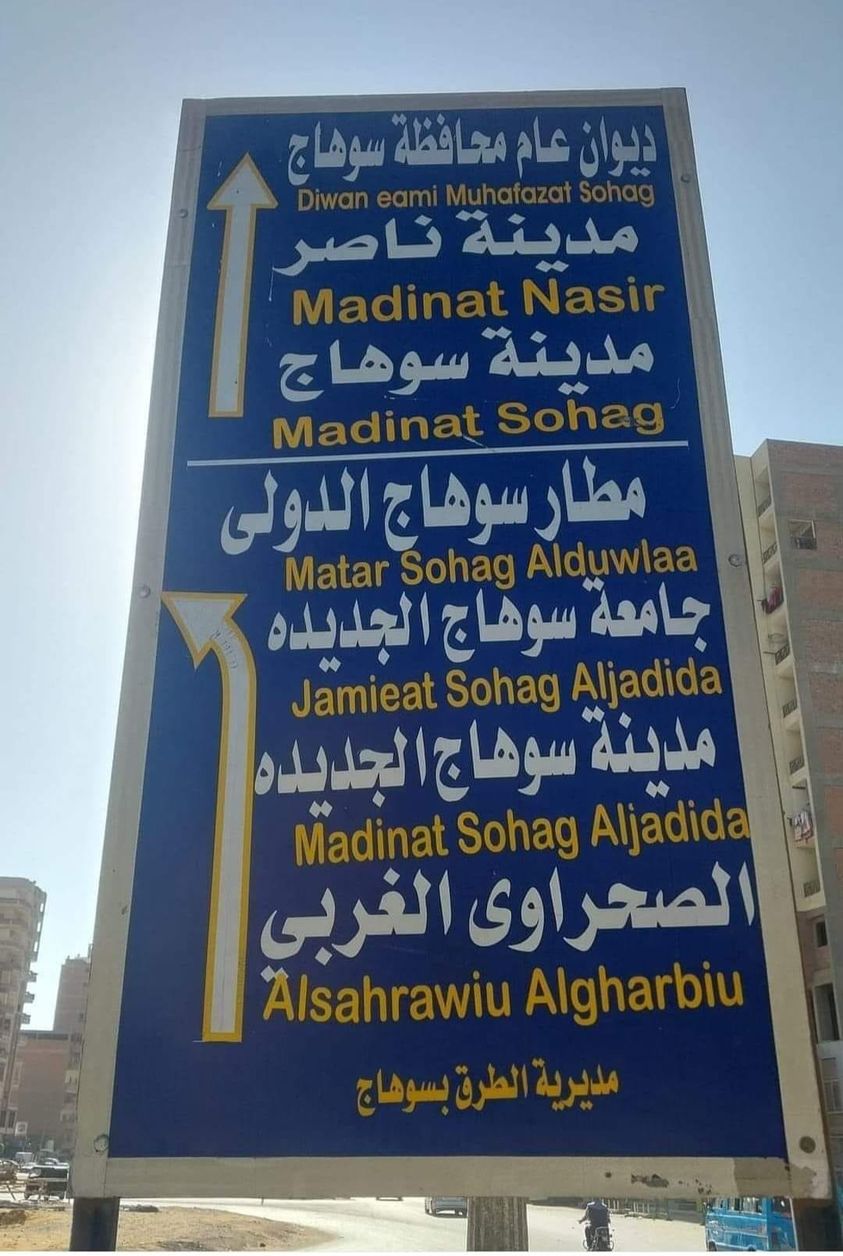 ديوان عام محافظة سوهاج
Diwan eami Muhafazat Sohag
مدينة ناصر
Madinat Nasir
مدينة سوهاج
Madinat Sohag
مطار سوهاج الدولى
Matar Sohag Alduwlaa
جامعة سوهاج الجديده
Jamieat Sohag Aljadida
مدينة سوهاج الجديده
Madinat Sohag Aljadida
الصحراوى الغربي
Alsahrawiu Algharbiu
مديرية الطرق بسوهاج